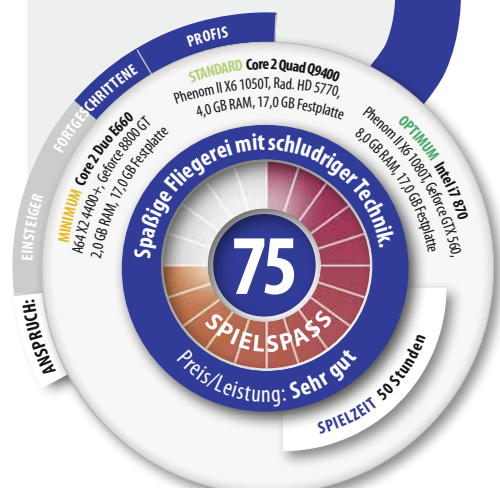 ANSPRUCH:
EINSTEIGER
FORTGESCHRITTENE
PROFIS
MINIMUM Core 2 Duo E660
A64 X2 4400+, Geforce 8800 GT
2,0 GB RAM, 17,0 GB Festplatte
STANDARD Core 2 Quad Q9400
Phenom II X6 1050T, Rad. HD 5770,
4,0 GB RAM, 17,0 GB Festplatte
OPTIMUM Intel i7 870
Phenom II X6 1080T, Geforce GTX 560,
8,0 GB RAM, 17,0 GB Festplatte
Spaßige Fliegerei mit schludriger Technik.
75
SPIELSPA$S
Preis/Leistung: Sehr gut
SPIELZEIT 50 Stunden